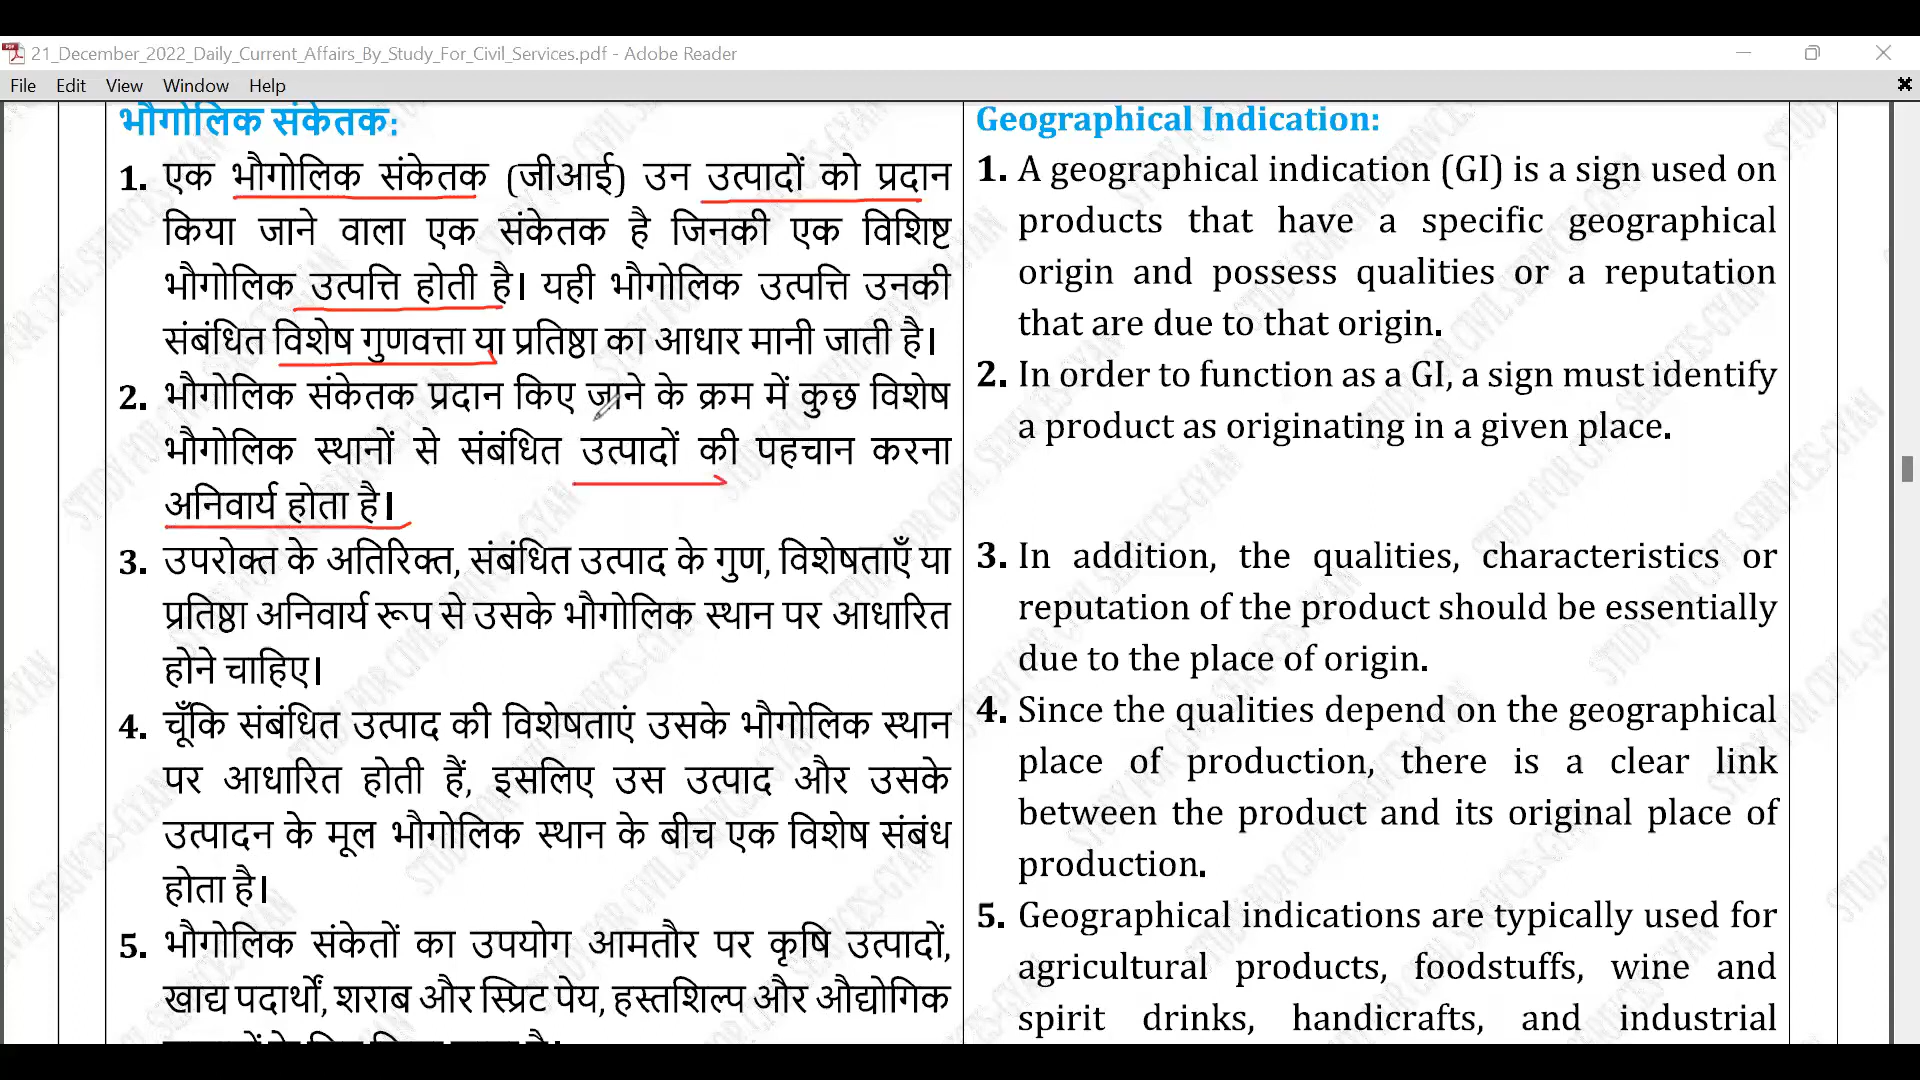 21_December_2022_Daily_Current_Affairs_By_Study_For_Civil_Services.pdf - Adobe Reader
File Edit View Window Help
भौगोलिक संकेतक:
1. एक भौगोलिक संकेतक (जीआई) उन उत्पादों को प्रदान
किया जाने वाला एक संकेतक है जिनकी एक विशिष्ट
भौगोलिक उत्पत्ति होती है। यही भौगोलिक उत्पत्ति उनकी
संबंधित विशेष गुणवत्ता या प्रतिष्ठा का आधार मानी जाती है।
2. भौगोलिक संकेतक प्रदान किए जाने के क्रम में कुछ विशेष
भौगोलिक स्थानों से संबंधित उत्पादों की पहचान करना
अनिवार्य होता है।
3. उपरोक्त के अतिरिक्त, संबंधित उत्पाद के गुण, विशेषताएँ या
प्रतिष्ठा अनिवार्य रूप से उसके भौगोलिक स्थान पर आधारित
होने चाहिए।
4. चूँकि संबंधित उत्पाद की विशेषताएं उसके भौगोलिक स्थान
पर आधारित होती हैं, इसलिए उस उत्पाद और उसके
उत्पादन के मूल भौगोलिक स्थान के बीच एक विशेष संबंध
होता है।
5. भौगोलिक संकेतों का उपयोग आमतौर पर कृषि उत्पादों,
खाद्य पदार्थों, शराब और स्प्रिट पेय, हस्तशिल्प और औद्योगिक
Geographical Indication:
1. A geographical indication (GI) is a sign used on
products that have a specific geographical
origin and possess qualities or a reputation
that are due to that origin.
2. In order to function as a GI, a sign must identify
a product as originating in a given place.
3. In addition, the qualities, characteristics or
reputation of the product should be essentially
due to the place of origin.
4. Since the qualities depend on the geographical
place of production, there is a clear link
between the product and its original place of
production.
5. Geographical indications are typically used for
agricultural products, foodstuffs, wine and
spirit drinks, handicrafts, and industrial